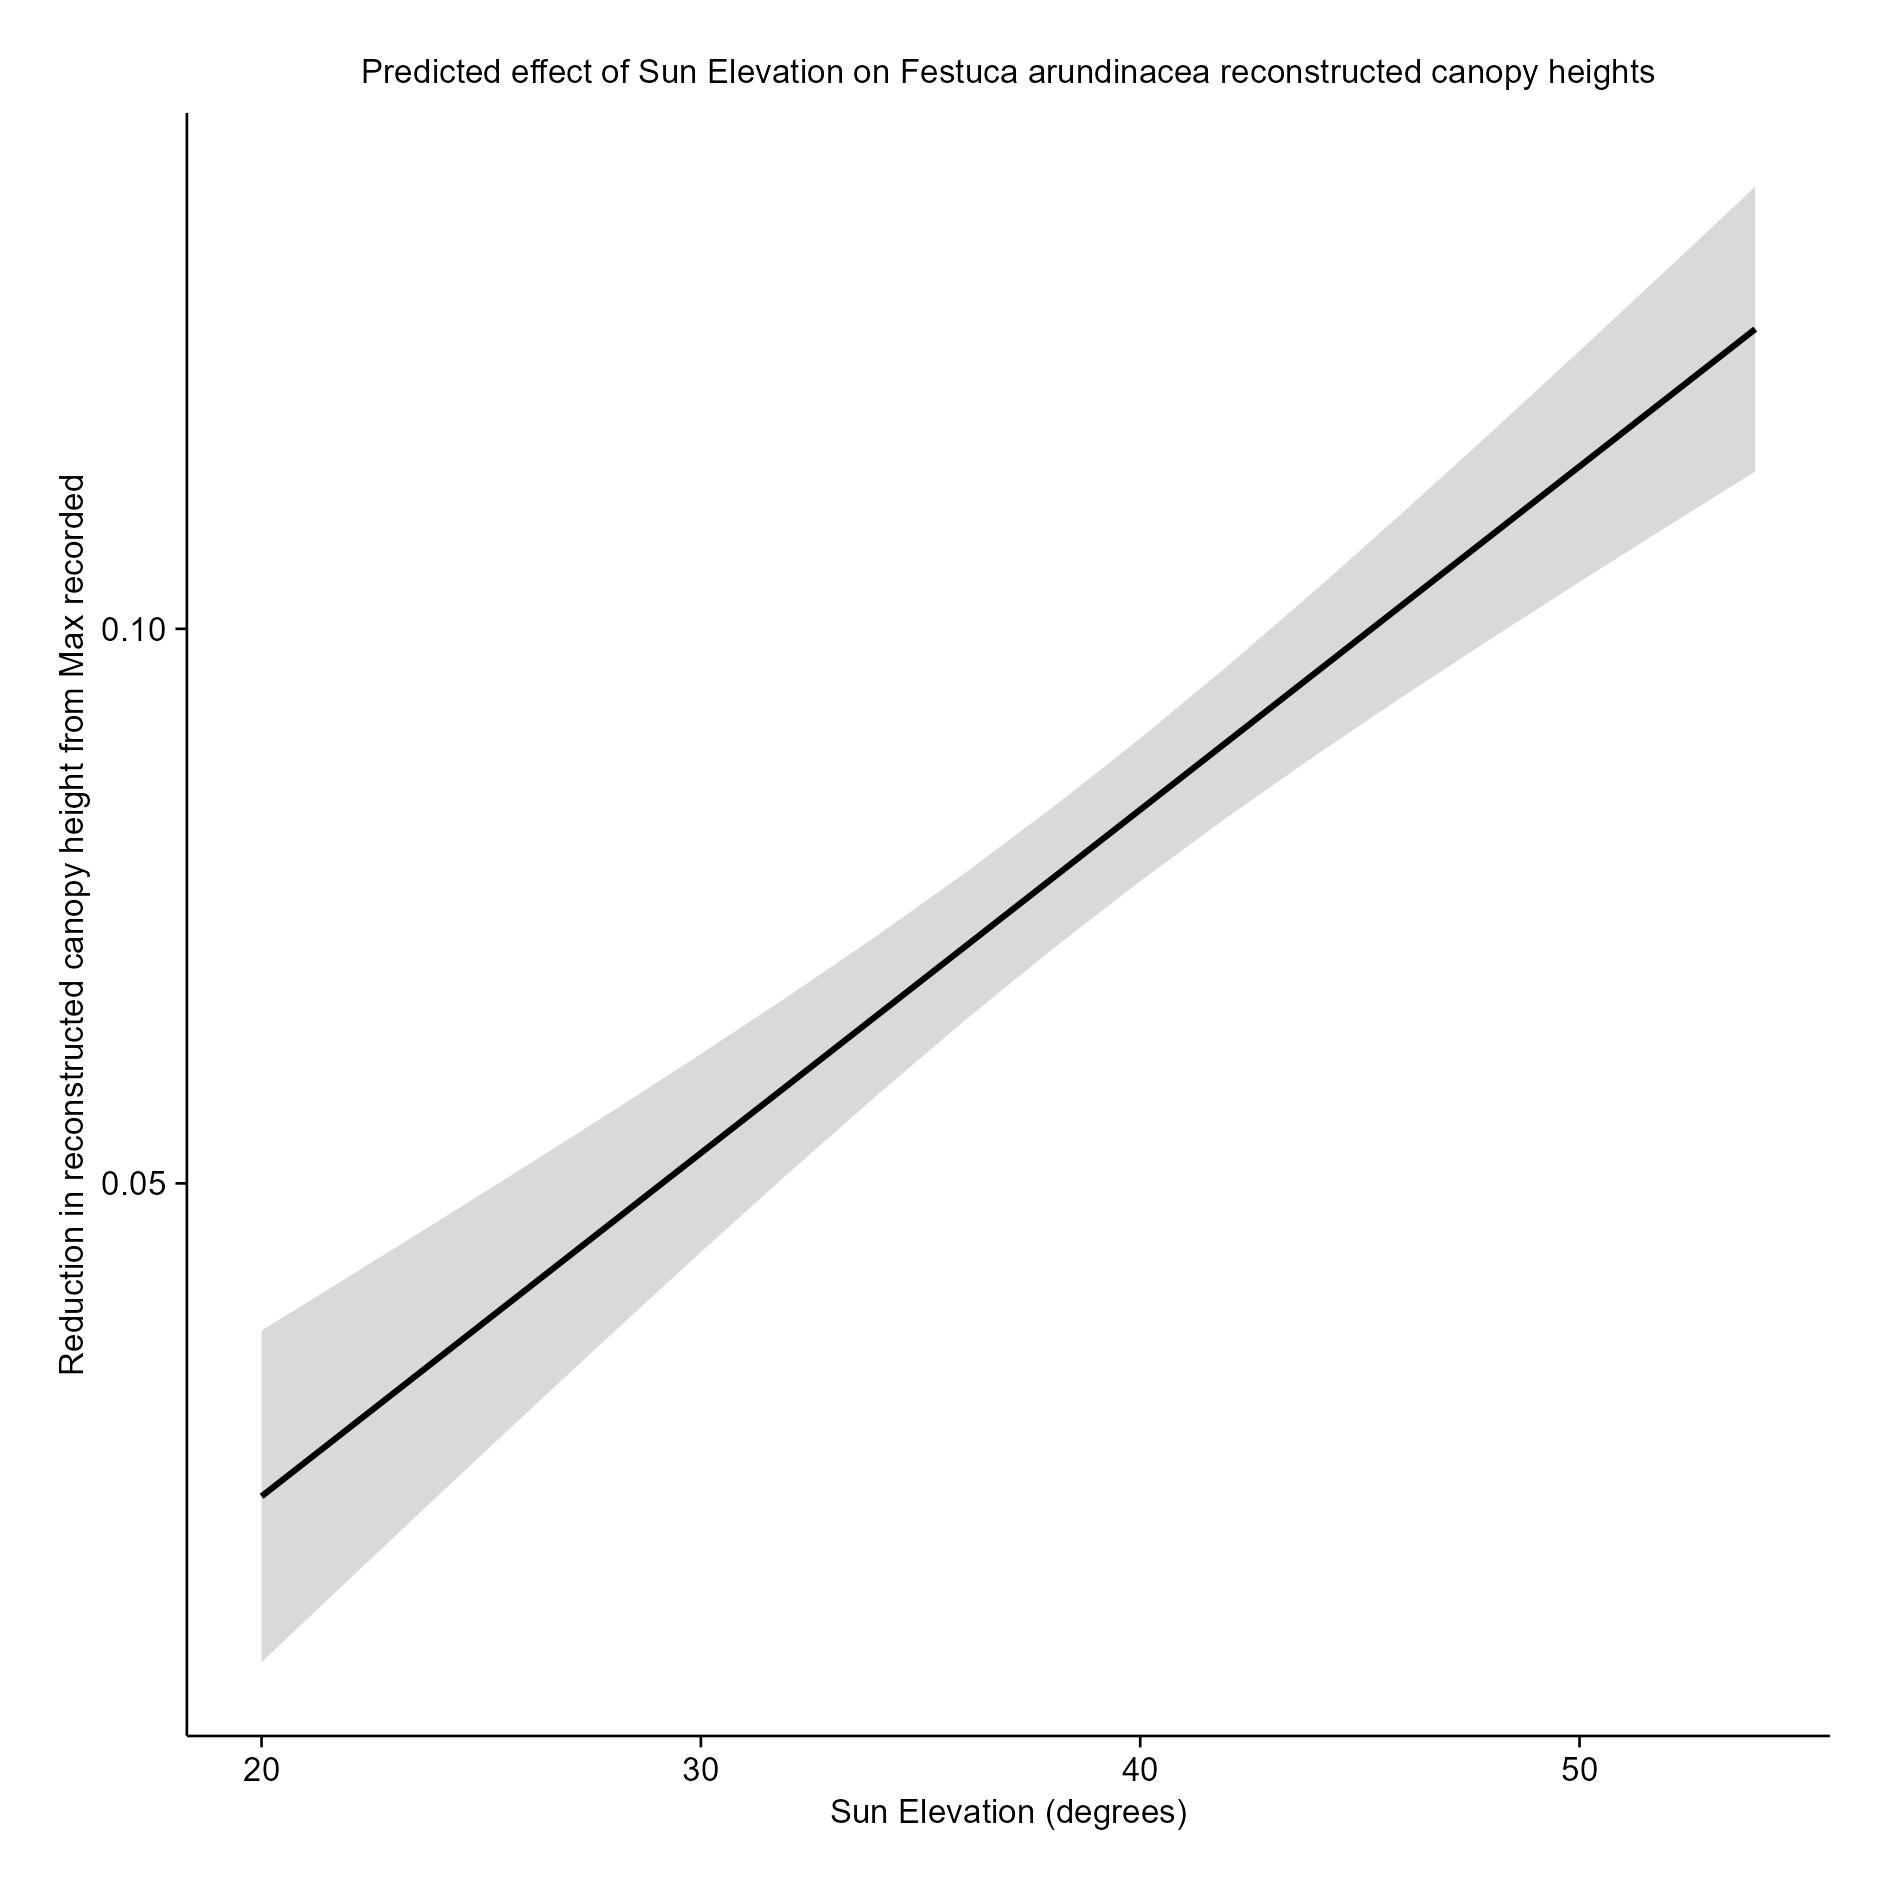 Predicted effect of Sun Elevation on Festuca arundinacea reconstructed canopy heights
Reduction in reconstructed canopy height from Max recorded
0.10
0.05
20 30 40 50
Sun Elevation (degrees)